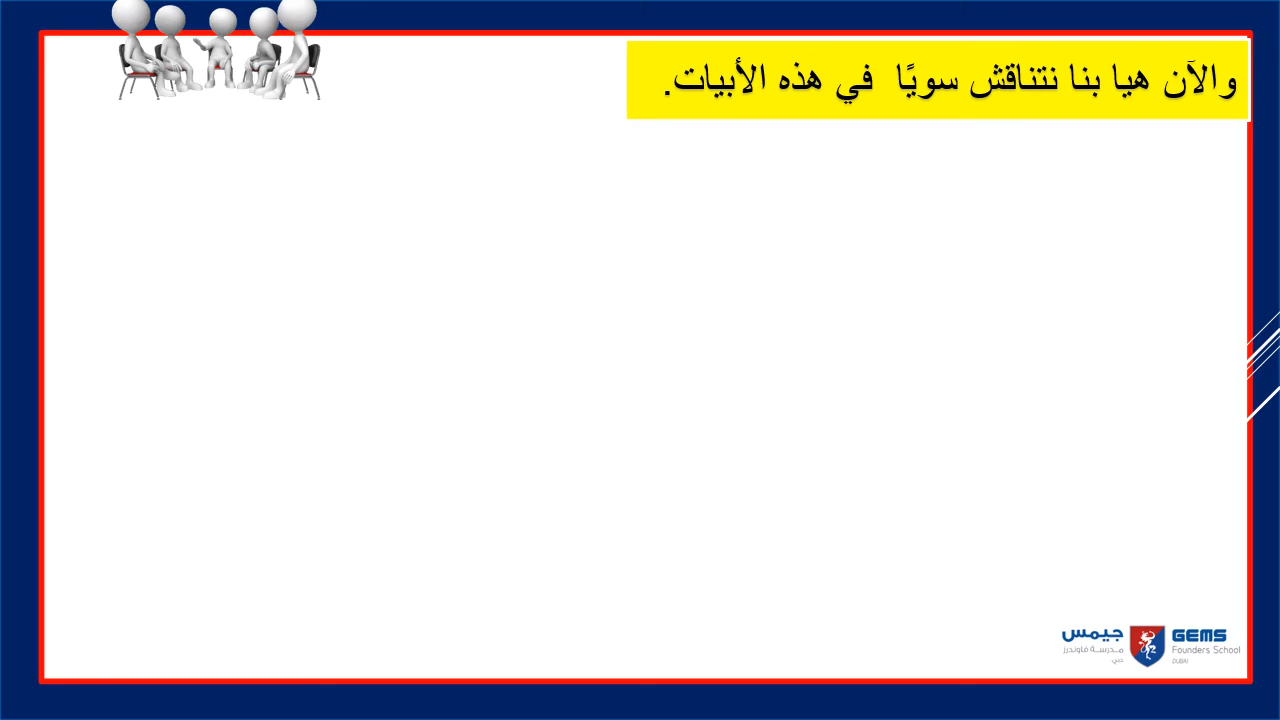 والآن هيا بنا نتناقش سويًا  في هذه الأبيات.
جيمس
مدرسة فاوندرز
دبي
GEMS
Founders School
DUBAI